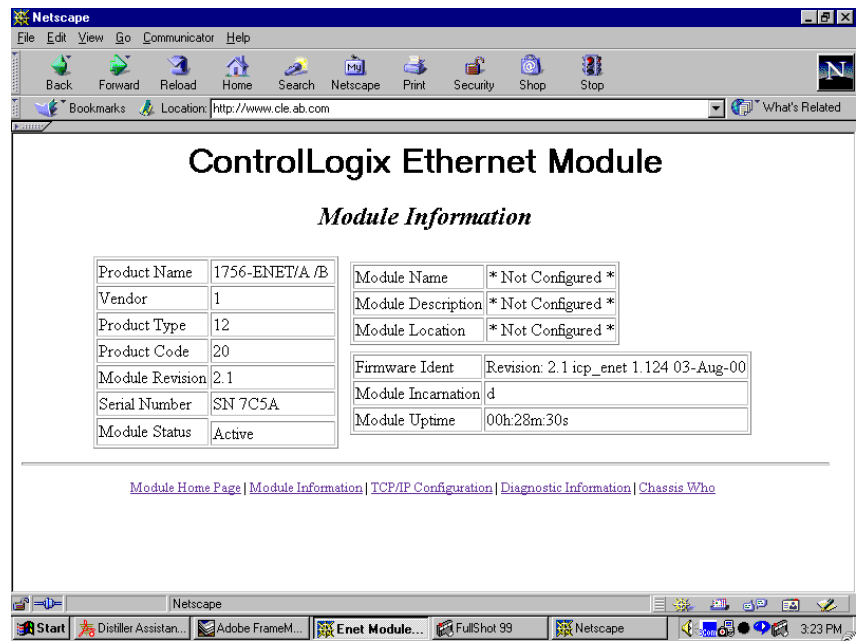 Netscape
File Edit View Go Communicator Help
Back Forward Reload Home Search Netscape Print Security Shop Stop
My
N
Bookmarks Location: http://www.cle.ab.com What's Related
ControlLogix Ethernet Module
Module Information
Product Name 1756-ENET/A /B
Vendor 1
Product Type 12
Product Code 20
Module Revision 2.1
Serial Number SN 7C5A
Module Status Active
Module Name * Not Configured *
Module Description * Not Configured *
Module Location * Not Configured *
Firmware Ident Revision: 2.1 icp_enet 1.124 03-Aug-00
Module Incarnation d
Module Uptime 00h:28m:30s
Module Home Page | Module Information | TCP/IP Configuration | Diagnostic Information | Chassis Who
Netscape
Start Distiller Assistan... Adobe FrameM... Enet Module... FullShot 99 Netscape 3:23 PM